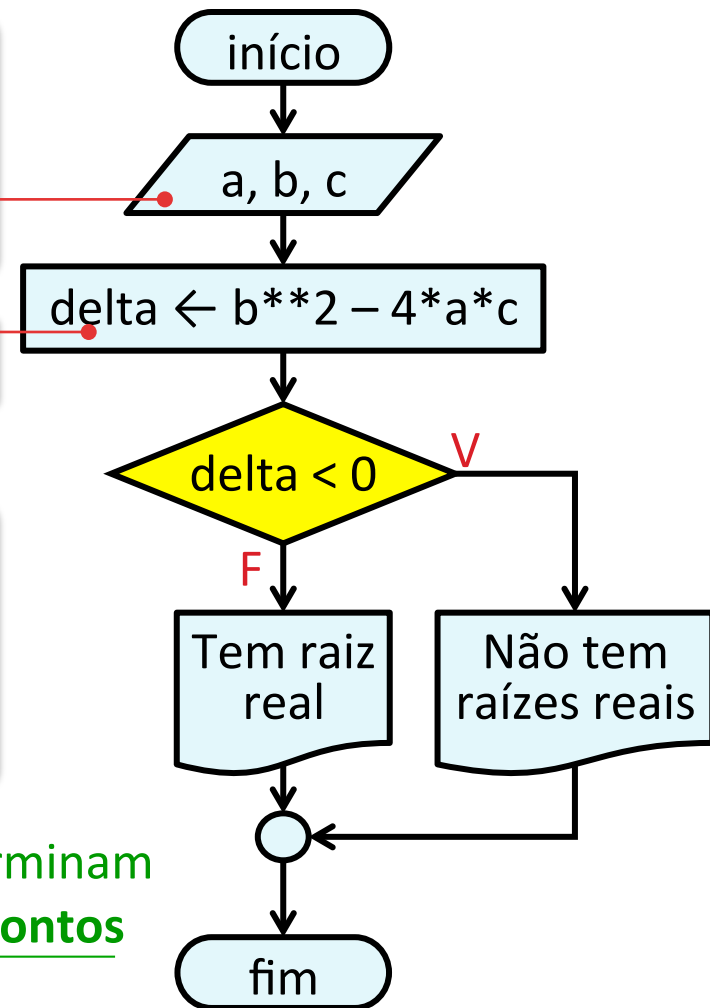 início
a, b, c
delta ← b**2 – 4*a*c
delta < 0
V
F
Tem raiz
real
Não tem
raízes reais
fim